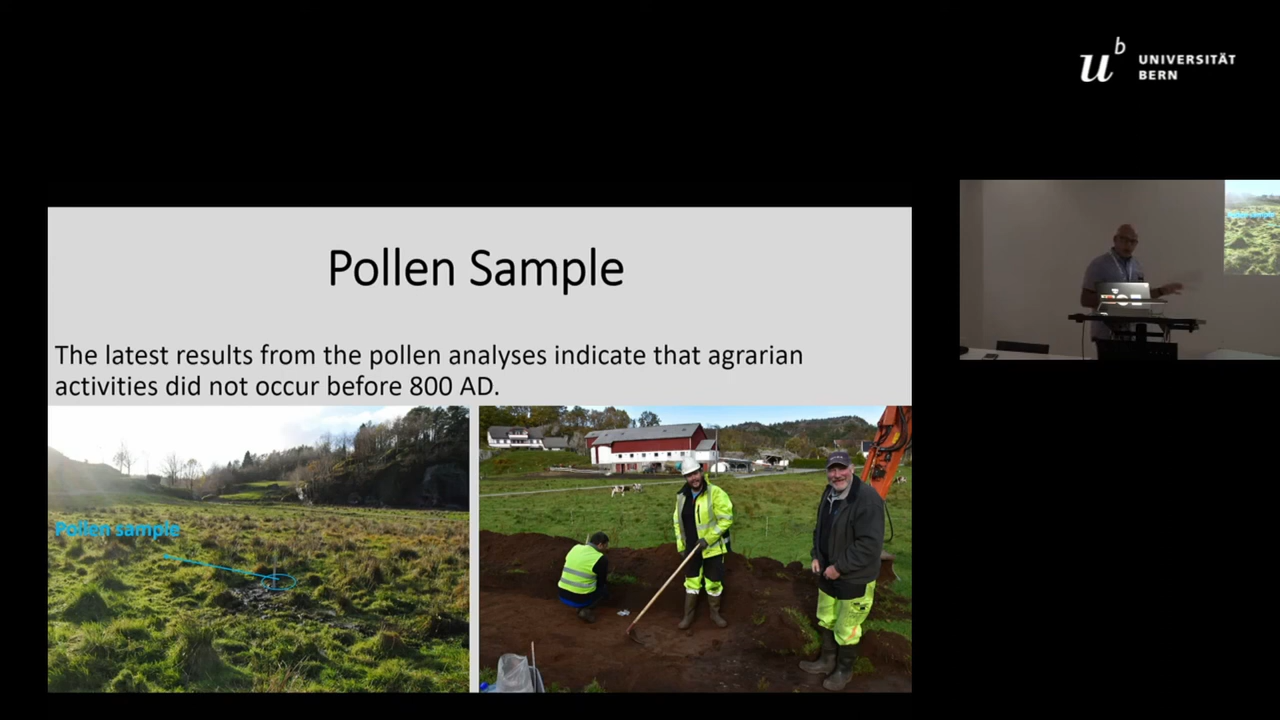 u
b
UNIVERSITÄT
BERN
Pollen Sample
The latest results from the pollen analyses indicate that agrarian
activities did not occur before 800 AD.
Pollen sample